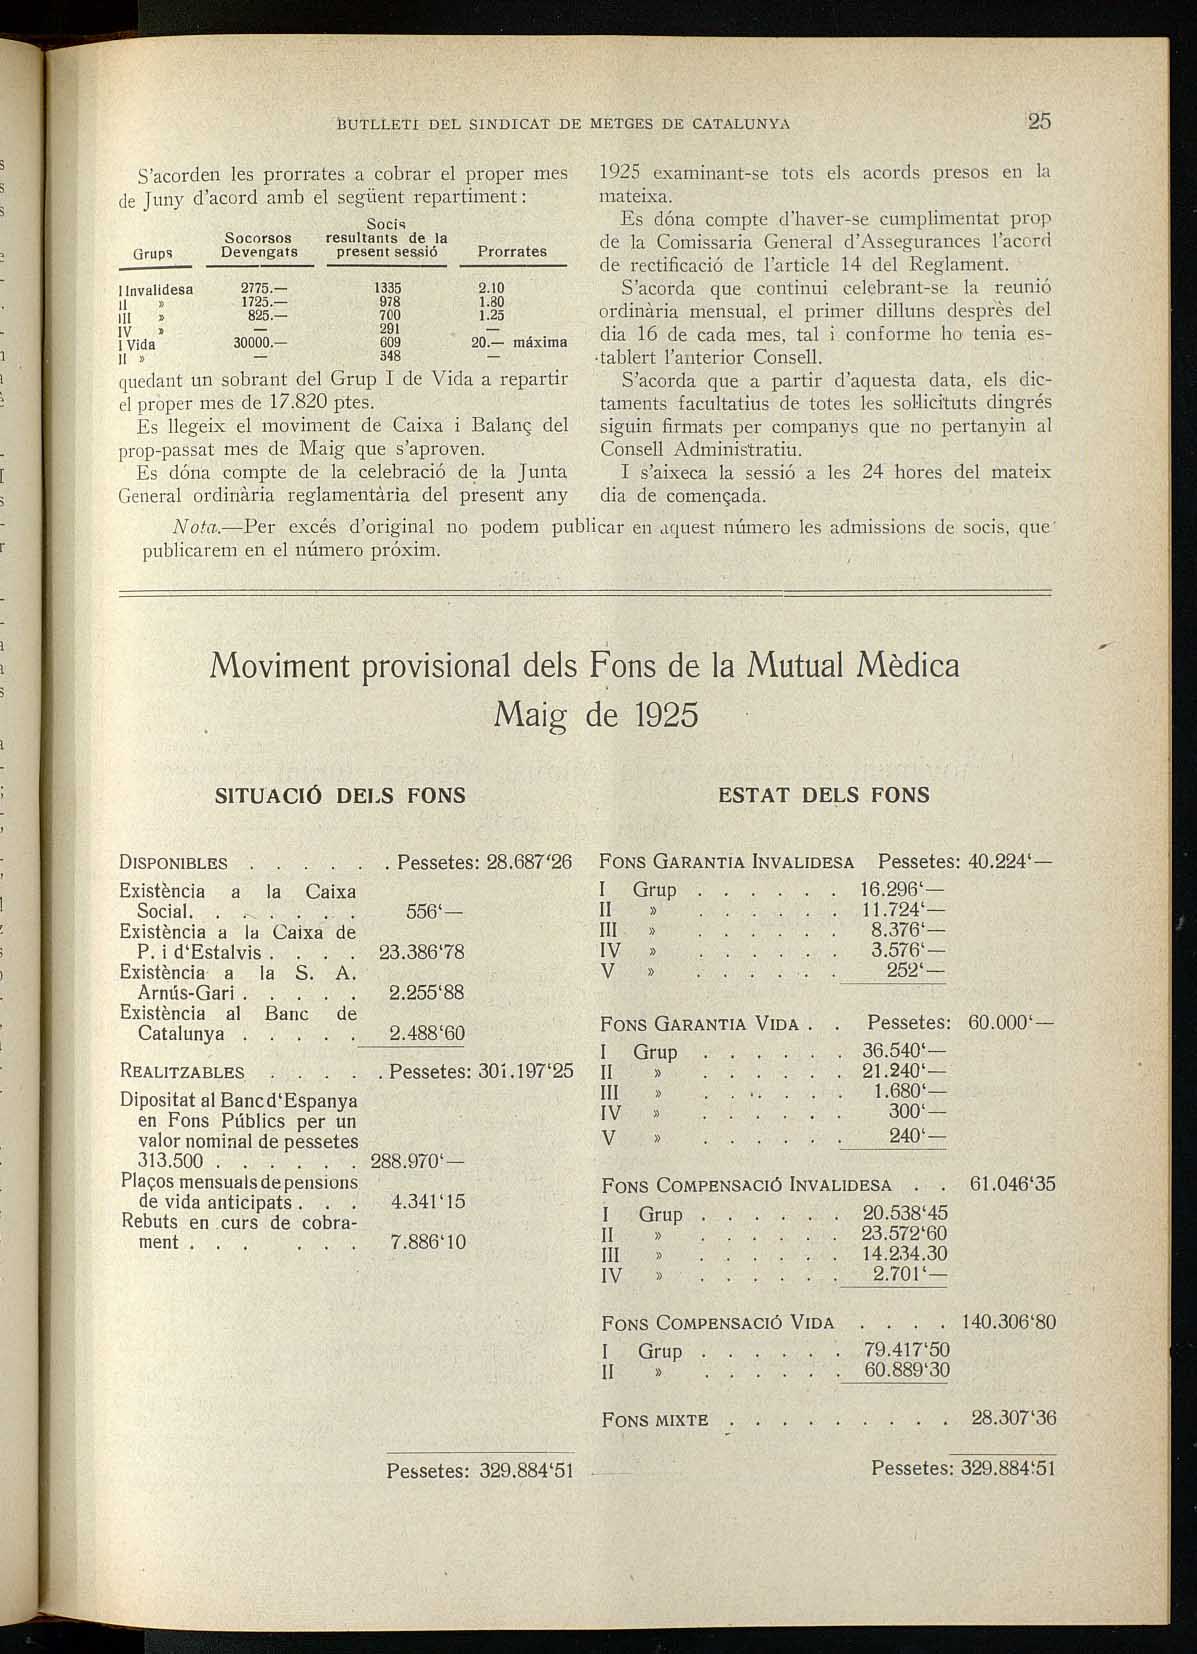 BUTLLETI DEL SINDICAT DE METGES DE CATALUNYA 25
S'acorden les prorrates a cobrar el proper mes
de Juny d'acord amb el següent repartiment:
Grups Socorsos Devengats Socis resultants de la present sessió Prorrates
I Invalidesa 2775.— 1335 2.10
II » 1725.— 978 1.80
III » 825.— 700 1.25
IV » — 291 —
I Vida 30000.— 609 20.— máxima
II » — 348 —
quedant un sobrant del Grup I de Vida a repartir
el proper mes de 17.820 ptes.
Es llegeix el moviment de Caixa i Balanç del
prop-passat mes de Maig que s'aproven.
Es dóna compte de la celebració de la Junta
General ordinària reglamentària del present any
1925 examinant-se tots els acords presos en la
mateixa.
Es dóna compte d'haver-se cumplimentat prop
de la Comissaria General d'Assegurances l'acord
de rectificació de l'article 14 del Reglament.
S'acorda que continui celebrant-se la reunió
ordinària mensual, el primer dilluns després del
dia 16 de cada mes, tal i conforme ho tenia es-
tablert l'anterior Consell.
S'acorda que a partir d'aquesta data, els dic-
taments facultatius de totes les sol·licituts dingrés
siguin firmats per companys que no pertanyin al
Consell Administratiu.
I s'aixeca la sessió a les 24 hores del mateix
dia de començada.
Nota.—Per excés d'original no podem publicar en aquest número les admissions de socis, que
publicarem en el número próxim.
Moviment provisional dels Fons de la Mutual Mèdica
Maig de 1925
SITUACIÓ DELS FONS
DISPONIBLES . . . . . . Pessetes: 28.687'26
Existència a la Caixa
Social. . . . . . . 556'—
Existència a la Caixa de
P. i d'Estalvis . . . . 23.386'78
Existència a la S. A.
Arnús-Gari . . . . . 2.255'88
Existència al Banc de
Catalunya . . . . . 2.488'60
REALITZABLES . . . . . Pessetes: 301.197'25
Dipositat al Banc d'Espanya
en Fons Públics per un
valor nominal de pessetes
313.500 . . . . . . 288.970'—
Plaços mensuals de pensions
de vida anticipats . . . 4.341'15
Rebuts en curs de cobra-
ment . . . . . . 7.886'10
Pessetes: 329.884'51
ESTAT DELS FONS
FONS GARANTIA INVALIDESA Pessetes: 40.224'—
I Grup . . . . . . 16.296'—
II » . . . . . . 11.724'—
III » . . . . . . 8.376'—
IV » . . . . . . 3.576'—
V » . . . . . . 252'—
FONS GARANTIA VIDA . . Pessetes: 60.000'—
I Grup . . . . . . 36.540'—
II » . . . . . . 21.240'—
III » . . . . . . 1.680'—
IV » . . . . . . 300'—
V » . . . . . . 240'—
FONS COMPENSACIÓ INVALIDESA . . 61.046'35
I Grup . . . . . . 20.538'45
II » . . . . . . 23.572'60
III » . . . . . . 14.234.30
IV » . . . . . . 2.701'—
FONS COMPENSACIÓ VIDA . . . . 140.306'80
I Grup . . . . . . 79.417'50
II » . . . . . . 60.889'30
FONS MIXTE . . . . . . . . . 28.307'36
Pessetes: 329.884'51